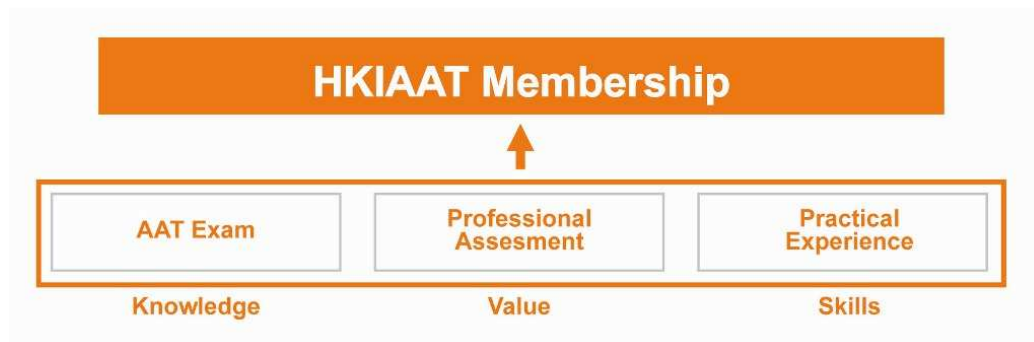 HKIAAT Membership
AAT Exam
Professional
Assesment
Practical
Experience
Knowledge
Value
Skills